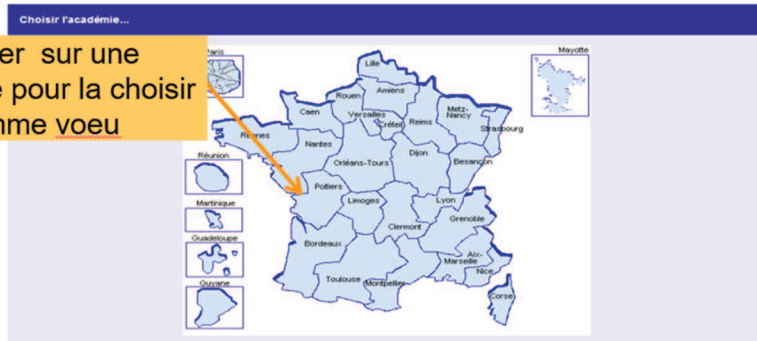 Choisir l'académie...
er sur une
pour la choisir
voeu
Paris
Mayotte
Lille
Rouen
Amiens
Caen
Versailles
Créteil
Reims
Metz-
Nancy
Strasbourg
Rennes
Nantes
Orléans-Tours
Dijon
Besançon
Réunion
Poitiers
Limoges
Lyon
Martinique
Clermont
Grenoble
Guadeloupe
Bordeaux
Aix-
Marseille
Nice
Guyane
Toulouse
Montpellier
Corse